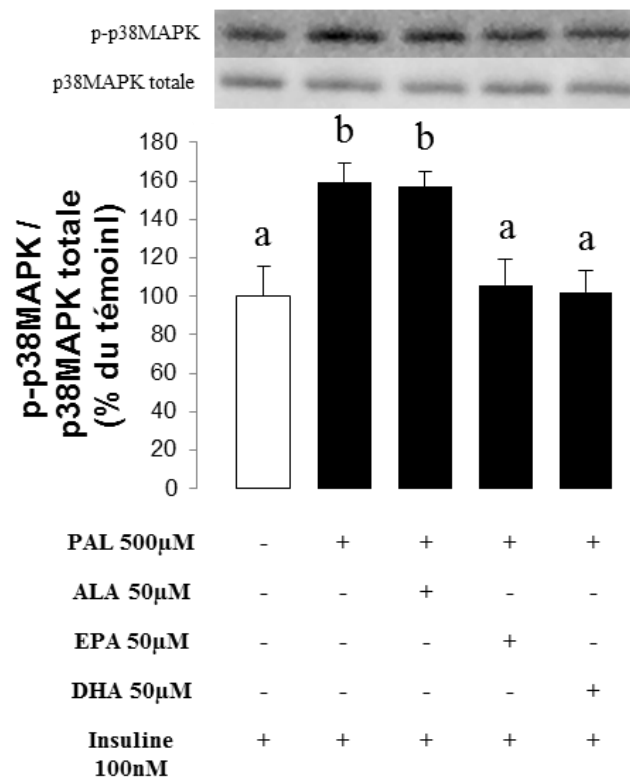 p-p38MAPK
p38MAPK totale
p-p38MAPK /
p38MAPK totale
(% du témoinI)
180
160
140
120
100
80
60
40
20
0
a
b
b
a
a
PAL 500µM - + + + +
ALA 50µM - - + - -
EPA 50µM - - - + -
DHA 50µM - - - - +
Insuline
100nM + + + + +